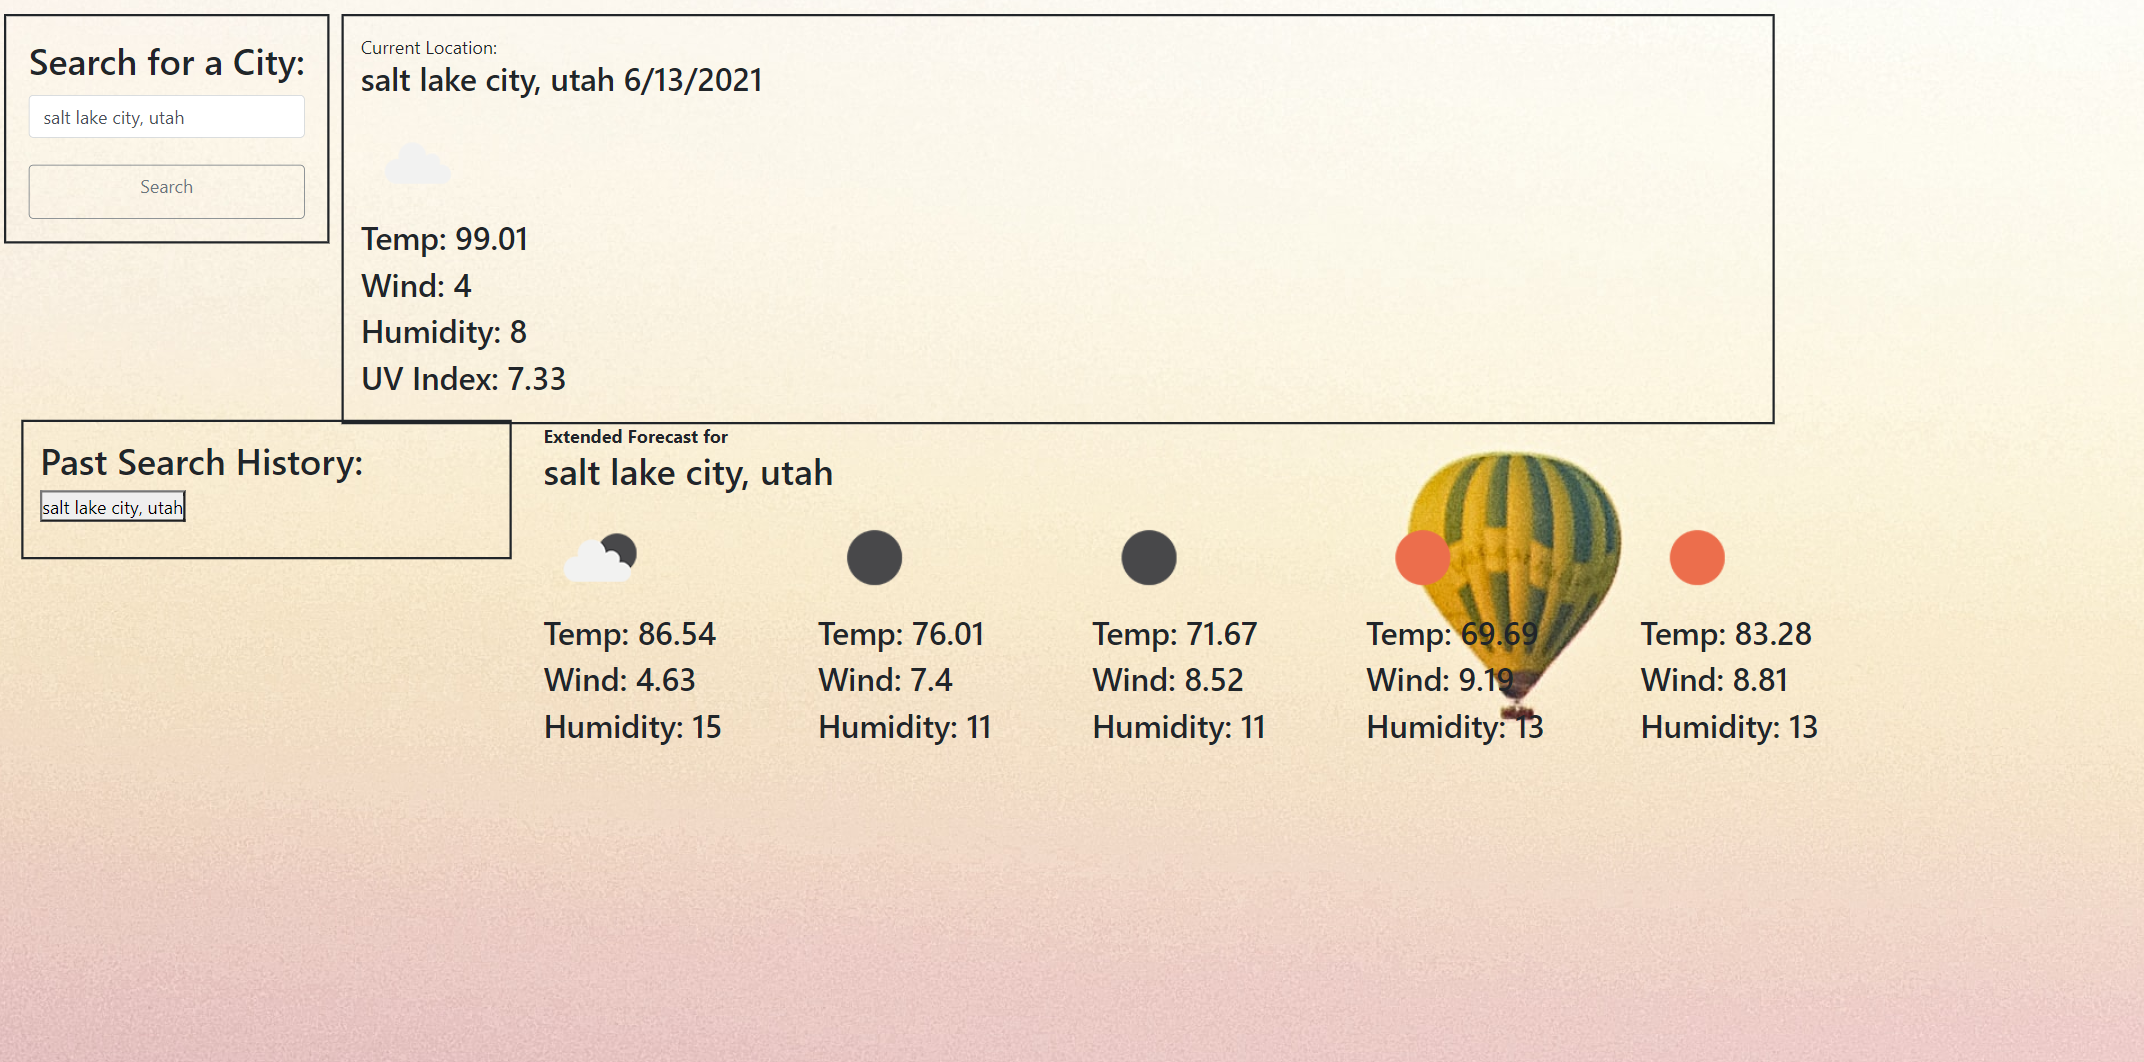 Search for a City:
salt lake city, utah
Search
Current Location:
salt lake city, utah 6/13/2021
Temp: 99.01
Wind: 4
Humidity: 8
UV Index: 7.33
Past Search History:
salt lake city, utah
Extended Forecast for
salt lake city, utah
Temp: 86.54
Wind: 4.63
Humidity: 15
Temp: 76.01
Wind: 7.4
Humidity: 11
Temp: 71.67
Wind: 8.52
Humidity: 11
Temp: 69.69
Wind: 9.19
Humidity: 13
Temp: 83.28
Wind: 8.81
Humidity: 13